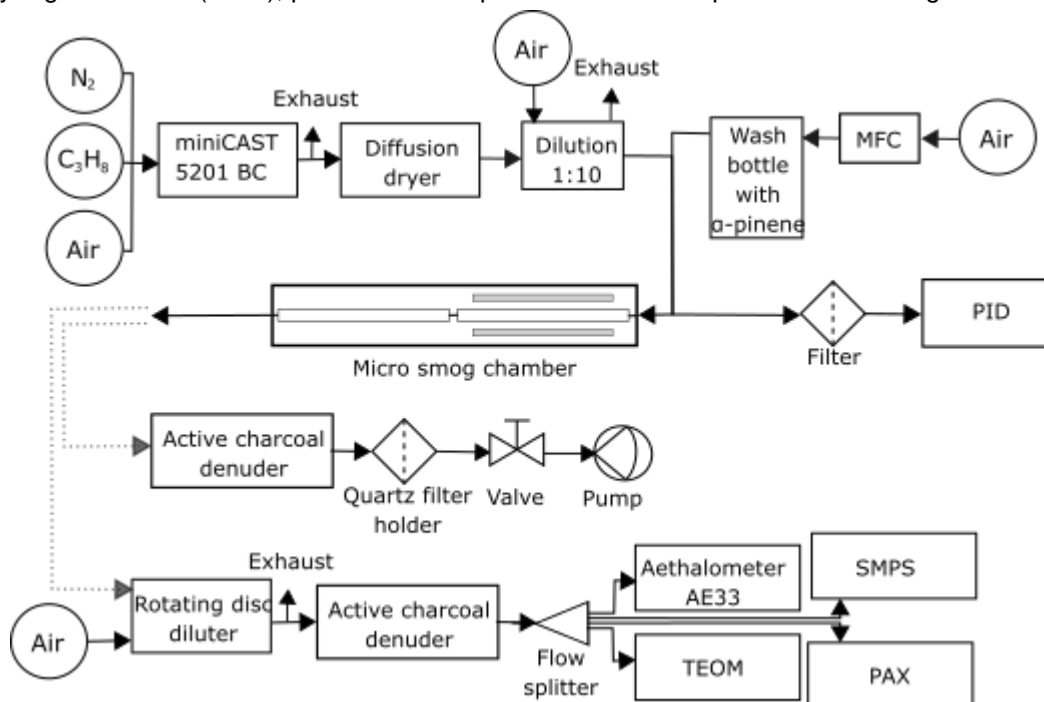 Air
Exhaust
N₂
Exhaust
miniCAST
5201 BC
Diffusion
dryer
Dilution
1:10
Wash
bottle
with
α-pinene
MFC
Air
C₃H₈
Air
PID
Filter
Micro smog chamber
Active charcoal
denuder
Quartz filter
holder
Valve
Pump
Exhaust
Aethalometer
AE33
SMPS
Air
Rotating disc
diluter
Active charcoal
denuder
Flow
splitter
TEOM
PAX